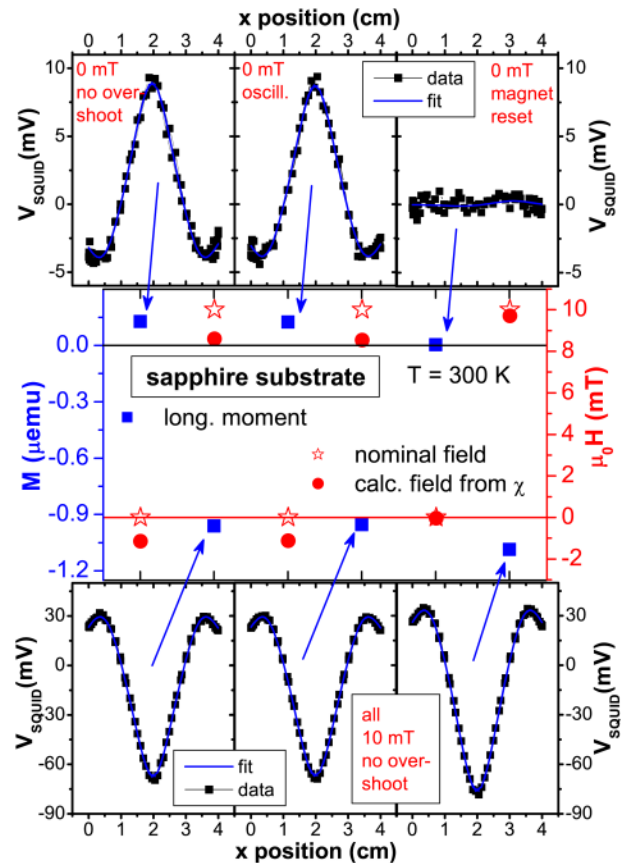 x position (cm)
0 1 2 3 4 0 1 2 3 4 0 1 2 3 4
10
5
0
-5
V_SQUID(mV)
0 mT
no over-
shoot
0 mT
oscill.
data
fit
0 mT
magnet
reset
10
5
0
-5
V_SQUID(mV)
0.0
-0.3
-0.6
-0.9
-1.2
M (µemu)
sapphire substrate
T = 300 K
long. moment
nominal field
calc. field from χ
10
8
6
4
2
0
-2
µ₀H (mT)
30
0
-30
-60
-90
V_SQUID(mV)
fit
data
all
10 mT
no over-
shoot
30
0
-30
-60
-90
V_SQUID(mV)
0 1 2 3 4 0 1 2 3 4 0 1 2 3 4
x position (cm)